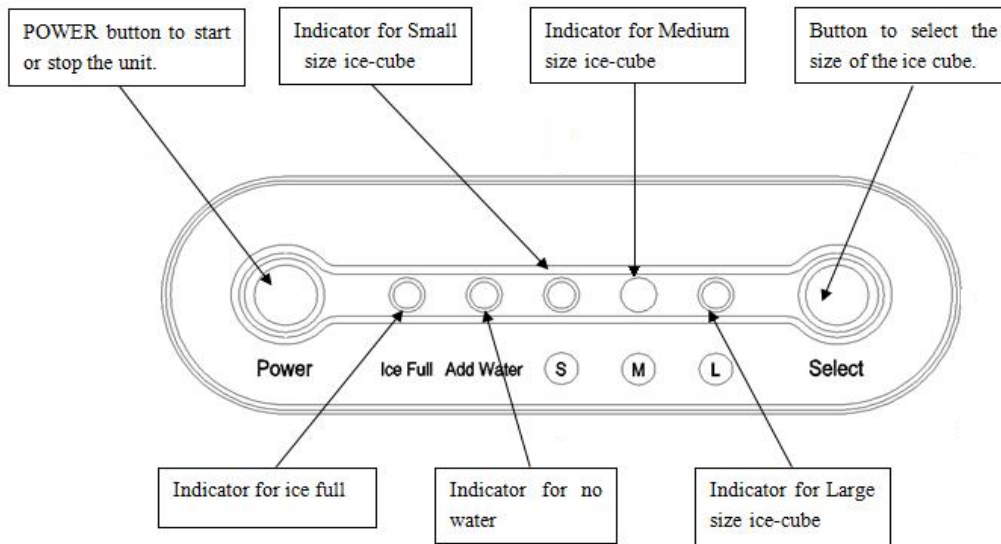 POWER button to start
or stop the unit.
Indicator for Small
size ice-cube
Indicator for Medium
size ice-cube
Button to select the
size of the ice cube.
Power
Ice Full
Add Water
S
M
L
Select
Indicator for ice full
Indicator for no
water
Indicator for Large
size ice-cube